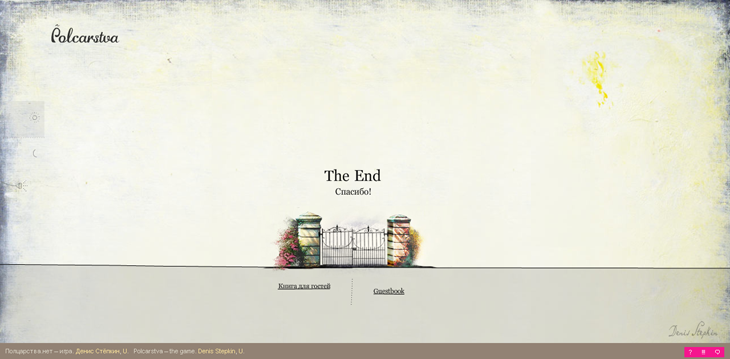 Polcarstva
The End
Спасибо!
Книга для гостей
Guestbook
Denis Stepkin
Полцарства.нет — игра. Денис Стёпкин, U. Polcarstva — the game. Denis Stepkin, U.
? 8